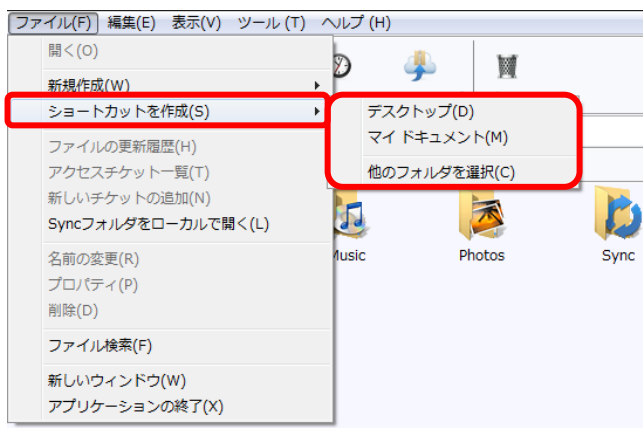 ファイル(F) 編集(E) 表示(V) ツール (T) ヘルプ (H)
開く(O)
新規作成(W)
ショートカットを作成(S)
ファイルの更新履歴(H)
アクセスチケット一覧(T)
新しいチケットの追加(N)
Syncフォルダをローカルで開く(L)
名前の変更(R)
プロパティ(P)
削除(D)
ファイル検索(F)
新しいウィンドウ(W)
アプリケーションの終了(X)
デスクトップ(D)
マイ ドキュメント(M)
他のフォルダを選択(C)
Music
Photos
Sync